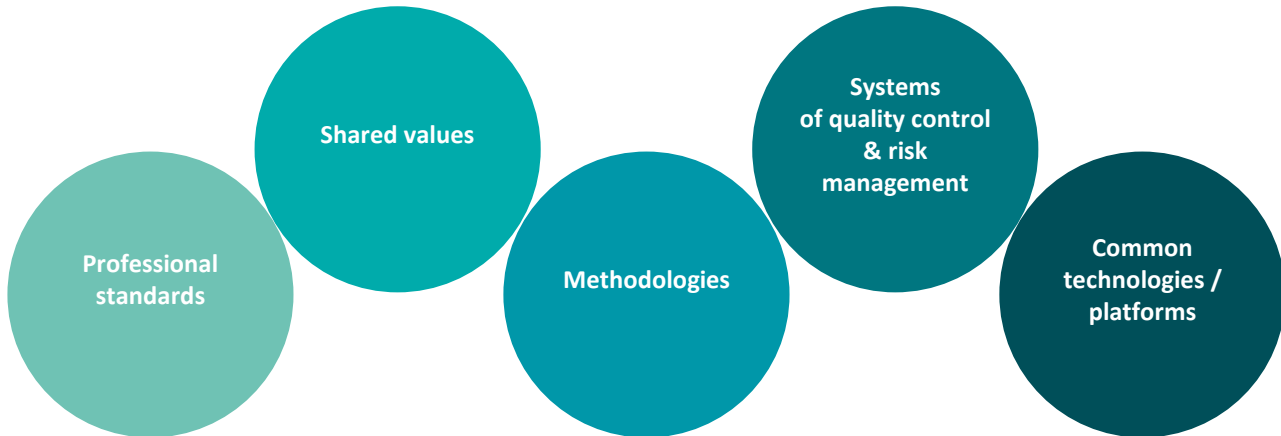 Professional
standards
Shared values
Methodologies
Systems
of quality control
& risk
management
Common
technologies /
platforms